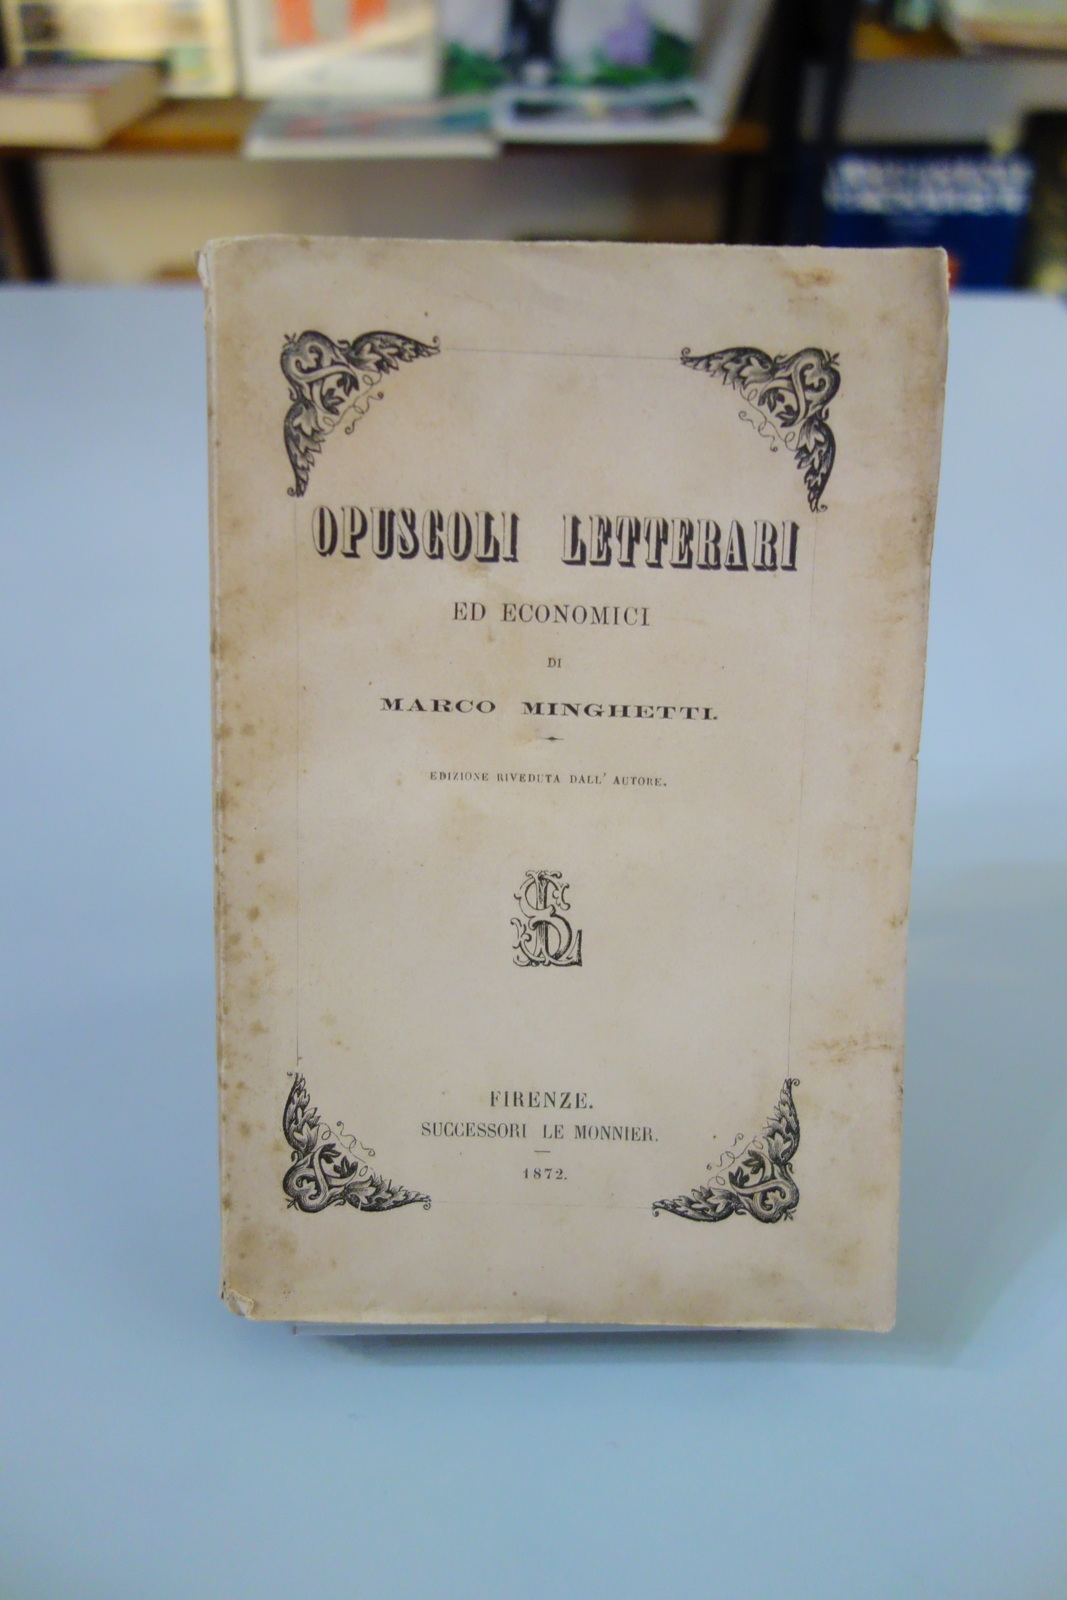 OPUSCOLI LETTERARI
ED ECONOMICI
DI
MARCO MINGHETTI.
EDIZIONE RIVEDUTA DALL' AUTORE.
FIRENZE.
SUCCESSORI LE MONNIER.
1872.